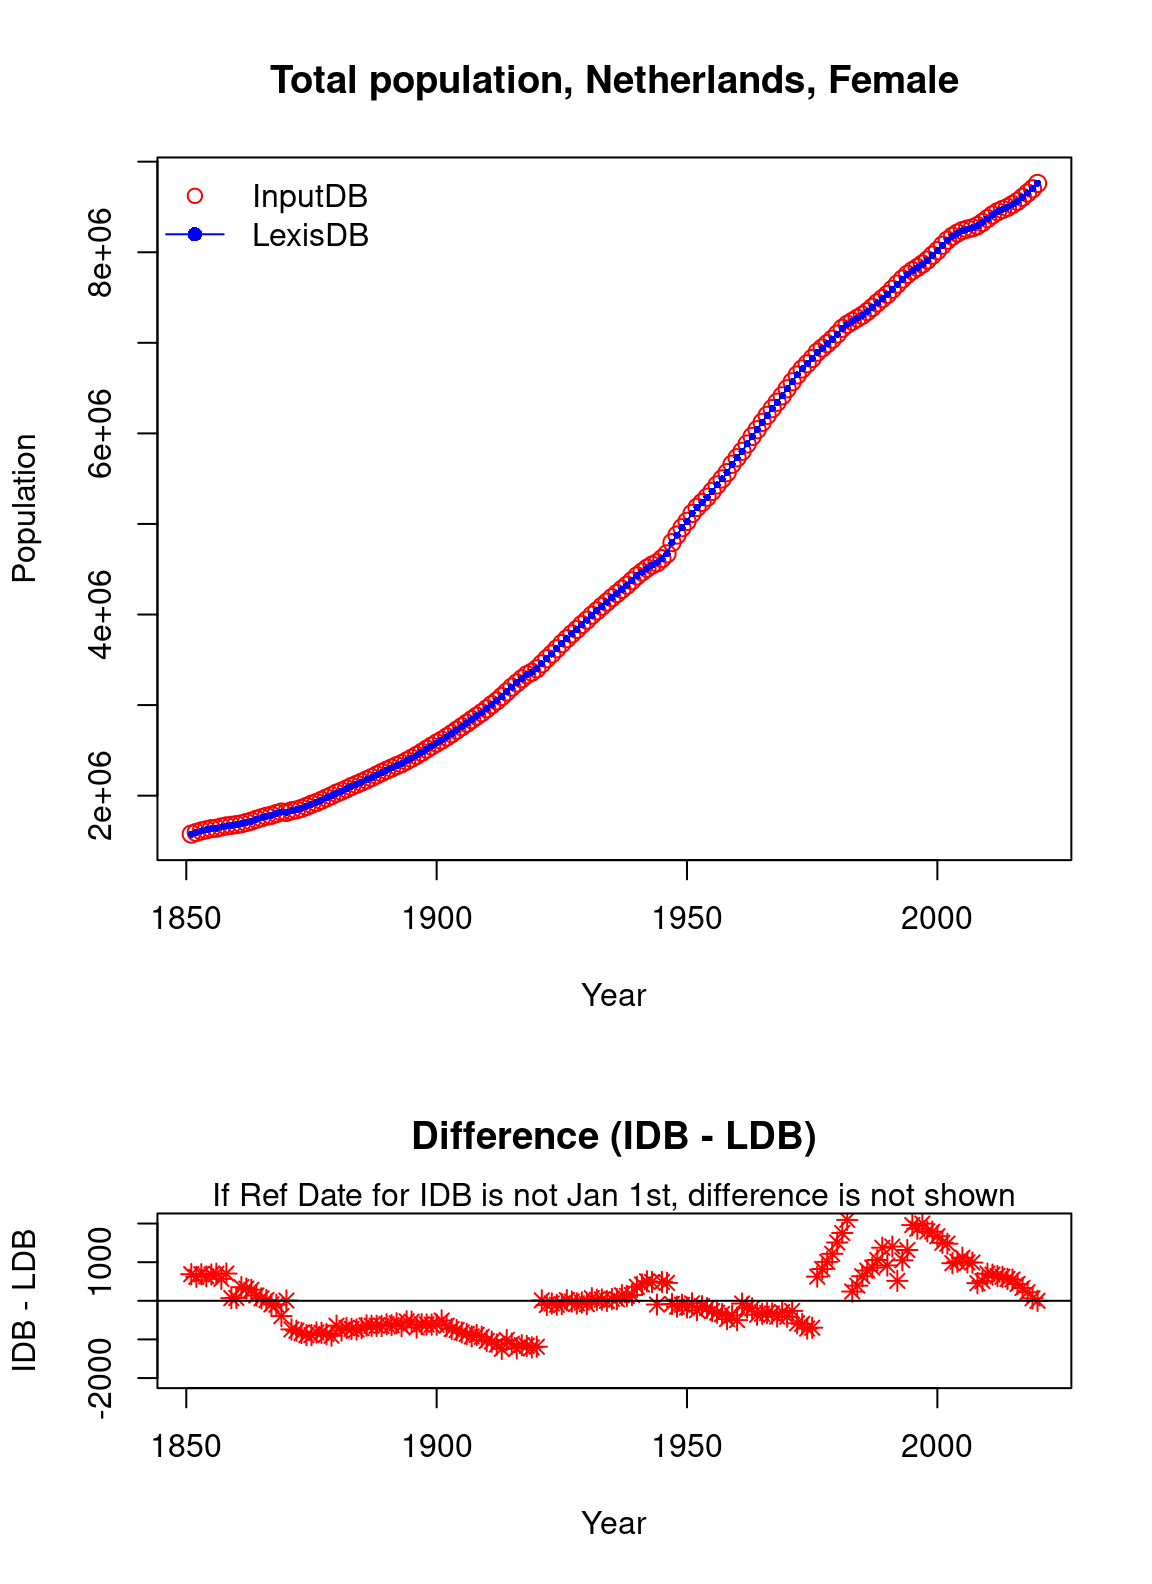 Total population, Netherlands, Female
InputDB
LexisDB
Population
8e+06
6e+06
4e+06
2e+06
1850 1900 1950 2000
Year
Difference (IDB - LDB)
If Ref Date for IDB is not Jan 1st, difference is not shown
IDB - LDB
1000
-2000
1850 1900 1950 2000
Year